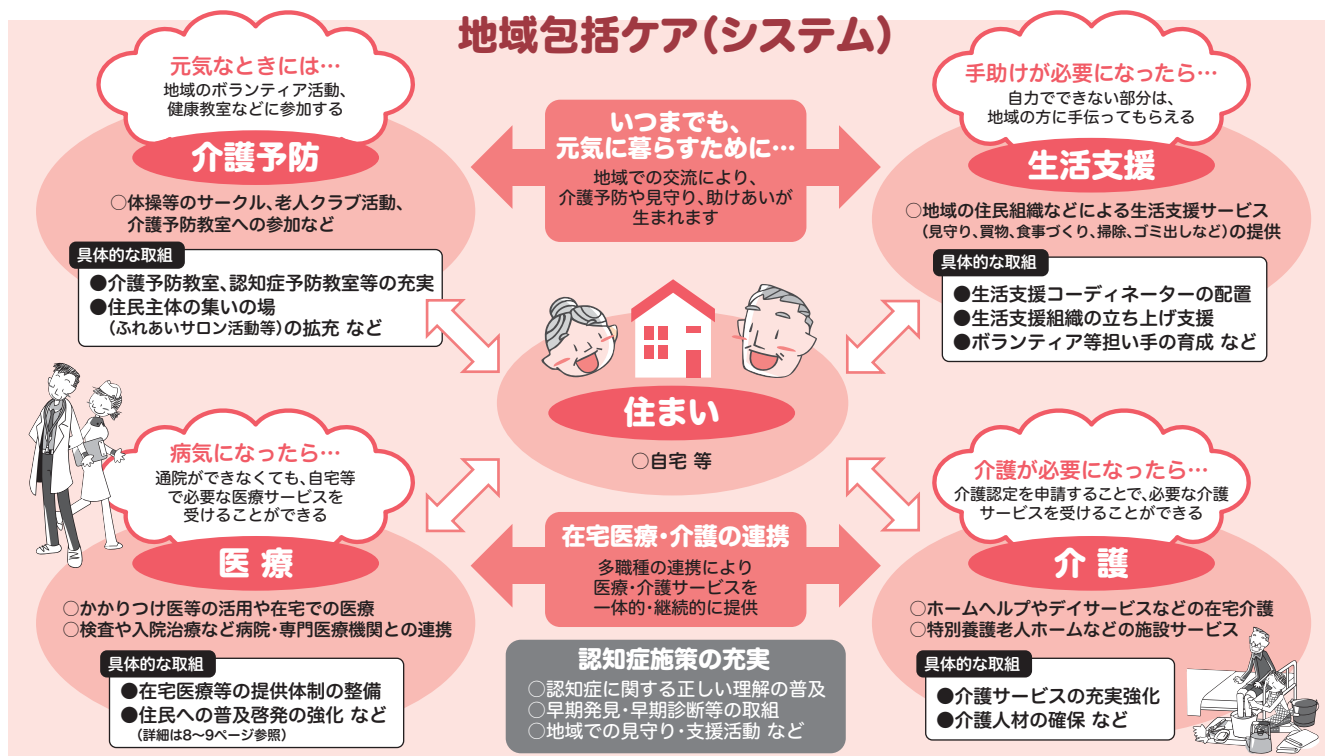 地域包括ケア(システム)
元気なときには…
地域のボランティア活動、
健康教室などに参加する
介護予防
○体操等のサークル、老人クラブ活動、
介護予防教室への参加など
具体的な取組
●介護予防教室、認知症予防教室等の充実
●住民主体の集いの場
(ふれあいサロン活動等)の拡充 など
いつまでも、
元気に暮らすために…
地域での交流により、
介護予防や見守り、助けあいが
生まれます
手助けが必要になったら…
自力でできない部分は、
地域の方に手伝ってもらえる
生活支援
○地域の住民組織などによる生活支援サービス
(見守り、買物、食事づくり、掃除、ゴミ出しなど)の提供
具体的な取組
●生活支援コーディネーターの配置
●生活支援組織の立ち上げ支援
●ボランティア等担い手の育成 など
住まい
○自宅 等
病気になったら…
通院ができなくても、自宅等
で必要な医療サービスを
受けることができる
医 療
○かかりつけ医等の活用や在宅での医療
○検査や入院治療など病院・専門医療機関との連携
具体的な取組
●在宅医療等の提供体制の整備
●住民への普及啓発の強化 など
(詳細は8〜9ページ参照)
在宅医療・介護の連携
多職種の連携により
医療・介護サービスを
一体的・継続的に提供
認知症施策の充実
○認知症に関する正しい理解の普及
○早期発見・早期診断等の取組
○地域での見守り・支援活動 など
介護が必要になったら…
介護認定を申請することで、必要な介護
サービスを受けることができる
介 護
○ホームヘルプやデイサービスなどの在宅介護
○特別養護老人ホームなどの施設サービス
具体的な取組
●介護サービスの充実強化
●介護人材の確保 など